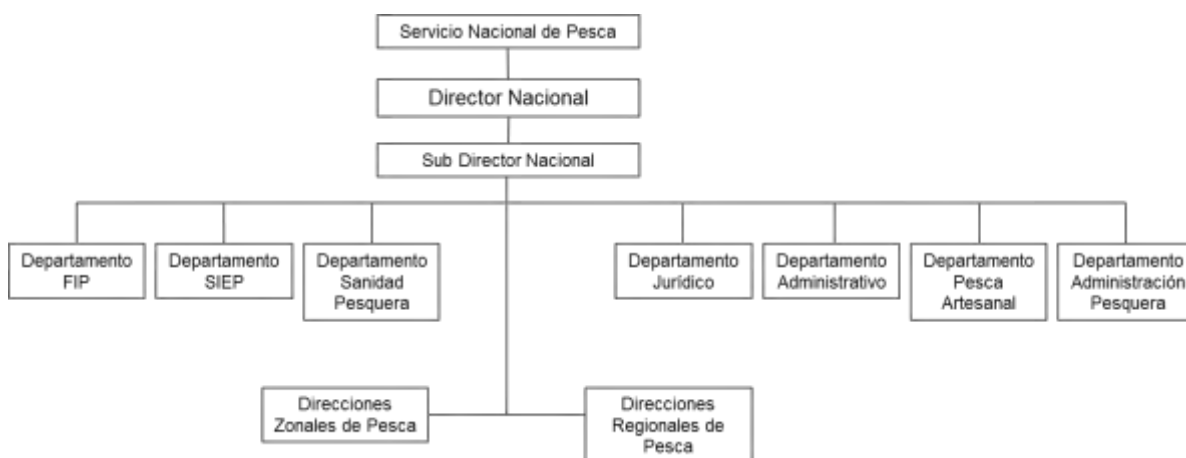 Servicio Nacional de Pesca
Director Nacional
Sub Director Nacional
Departamento
FIP
Departamento
SIEP
Departamento
Sanidad
Pesquera
Departamento
Jurídico
Departamento
Administrativo
Departamento
Pesca
Artesanal
Departamento
Administración
Pesquera
Direcciones
Zonales de Pesca
Direcciones
Regionales de
Pesca